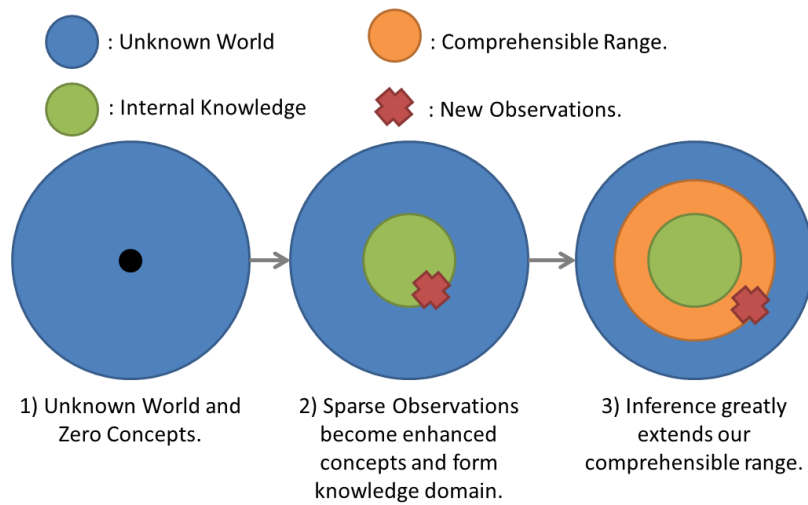 : Unknown World
: Comprehensible Range.
: Internal Knowledge
: New Observations.
1) Unknown World and
Zero Concepts.
2) Sparse Observations
become enhanced
concepts and form
knowledge domain.
3) Inference greatly
extends our
comprehensible range.